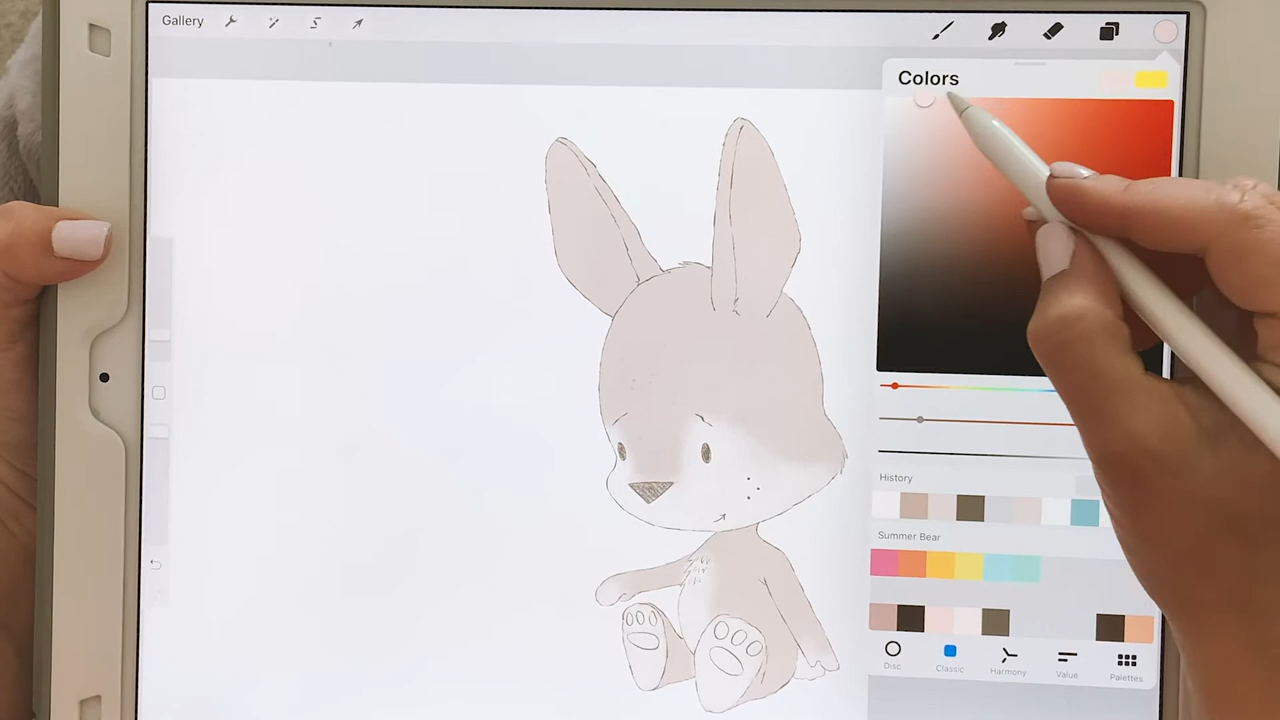 Gallery
Colors
History
Summer Bear
Disc
Classic
Harmony
Value
Palettes